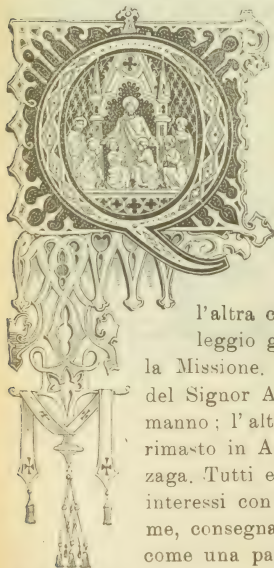 Q
l'altra c
leggio g
la Missione.
del Signor A
manno ; l'alt
rimasto in A
zaga. Tutti e
interessi con
me, consegna
come una pa